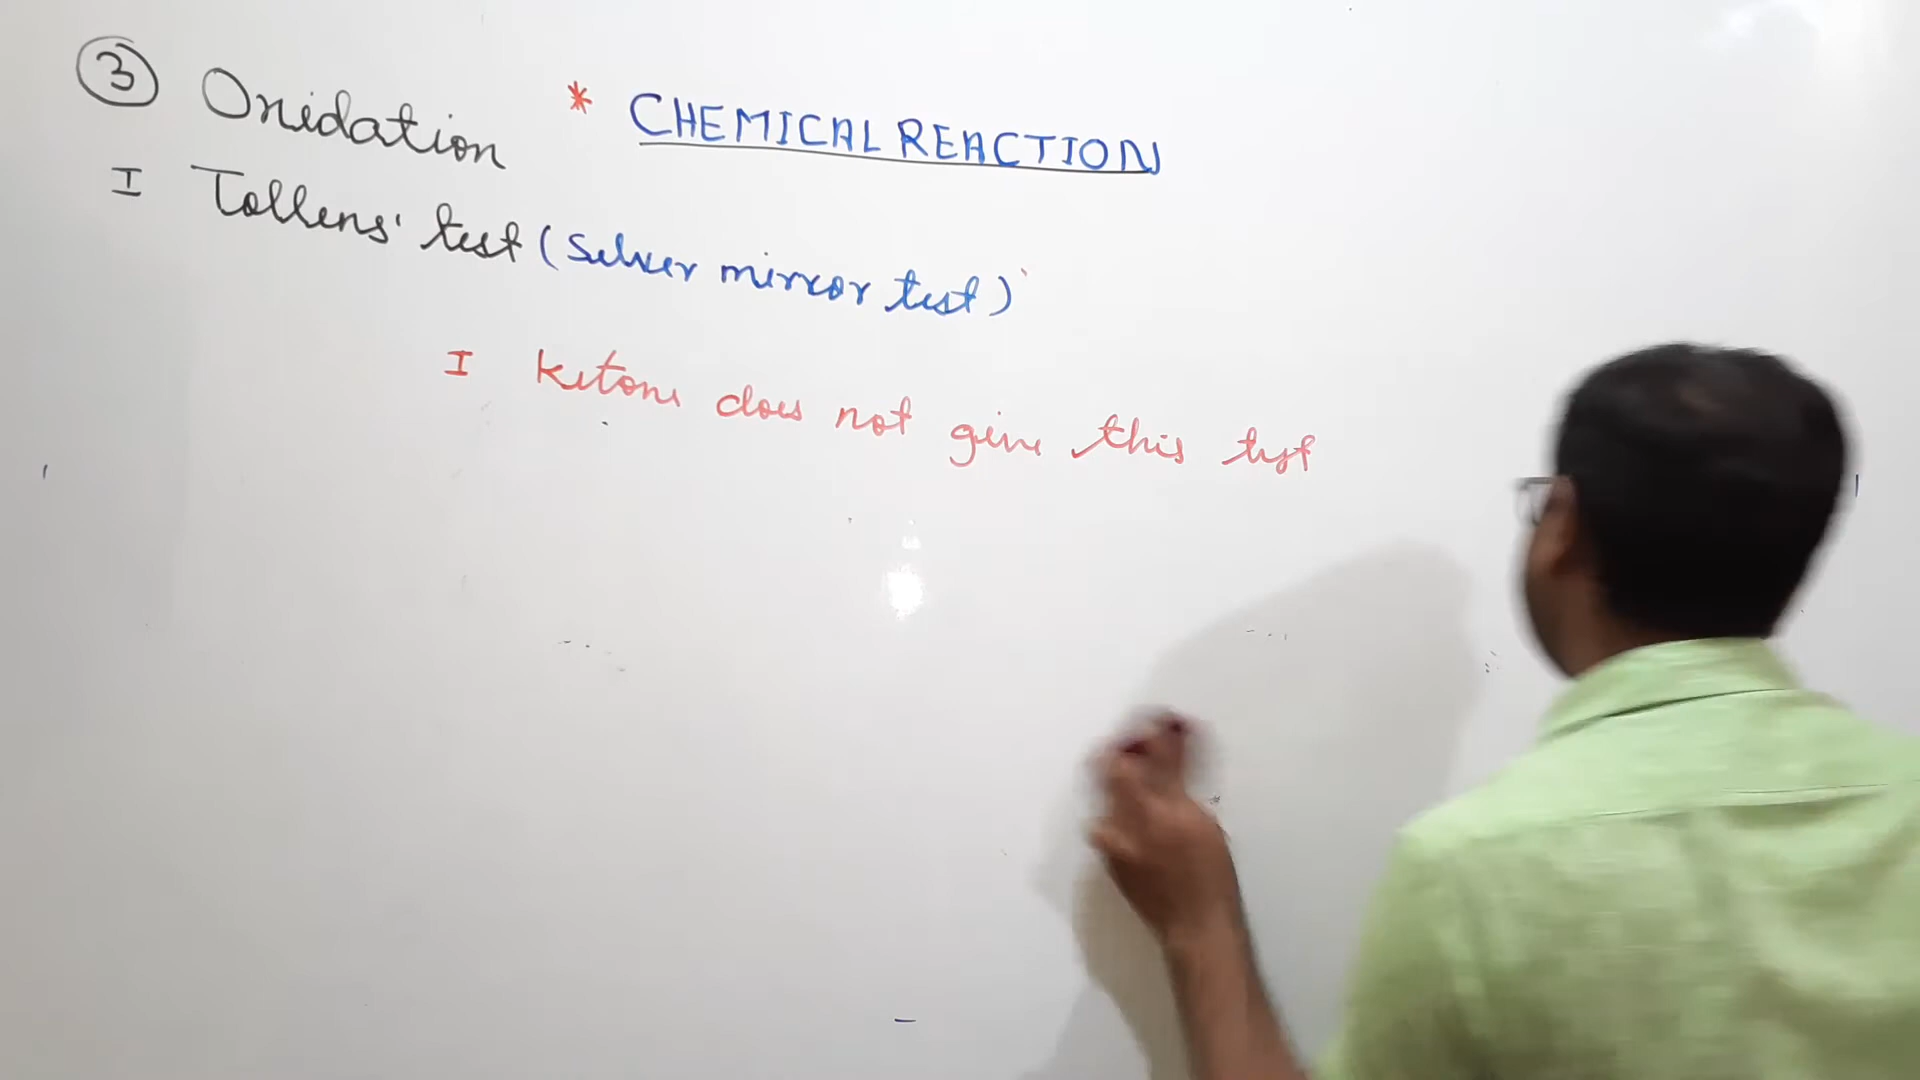 ③ Oxidation
* CHEMICAL REACTION
I Tollens' test (Silver mirror test)
I ketone does not give this test